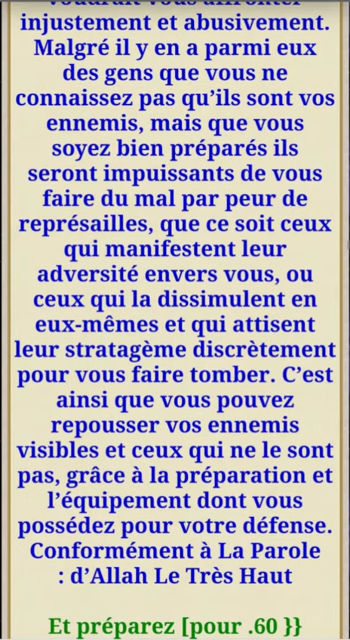 voudrait vous affronter
injustement et abusivement.
Malgré il y en a parmi eux
des gens que vous ne
connaissez pas qu’ils sont vos
ennemis, mais que vous
soyez bien préparés ils
seront impuissants de vous
faire du mal par peur de
représailles, que ce soit ceux
qui manifestent leur
adversité envers vous, ou
ceux qui la dissimulent en
eux-mêmes et qui attisent
leur stratagème discrètement
pour vous faire tomber. C’est
ainsi que vous pouvez
repousser vos ennemis
visibles et ceux qui ne le sont
pas, grâce à la préparation et
l’équipement dont vous
possédez pour votre défense.
Conformément à La Parole
: d’Allah Le Très Haut
Et préparez [pour .60 }}